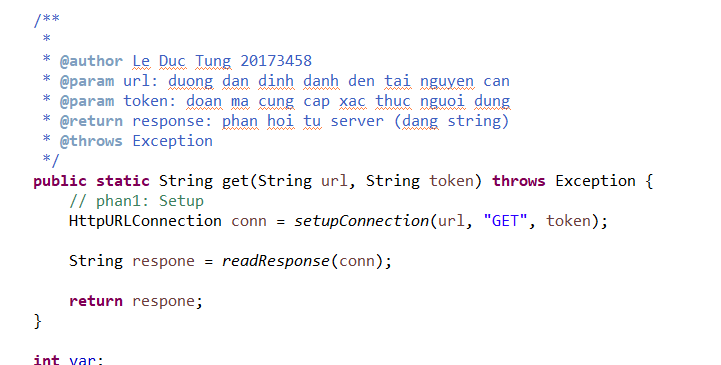 /**
 *
 * @author Le Duc Tung 20173458
 * @param url: duong dan dinh danh den tai nguyen can
 * @param token: doan ma cung cap xac thuc nguoi dung
 * @return response: phan hoi tu server (dang string)
 * @throws Exception
 */
public static String get(String url, String token) throws Exception {
    // phan1: Setup
    HttpURLConnection conn = setupConnection(url, "GET", token);

    String respone = readResponse(conn);

    return respone;
}

int var;